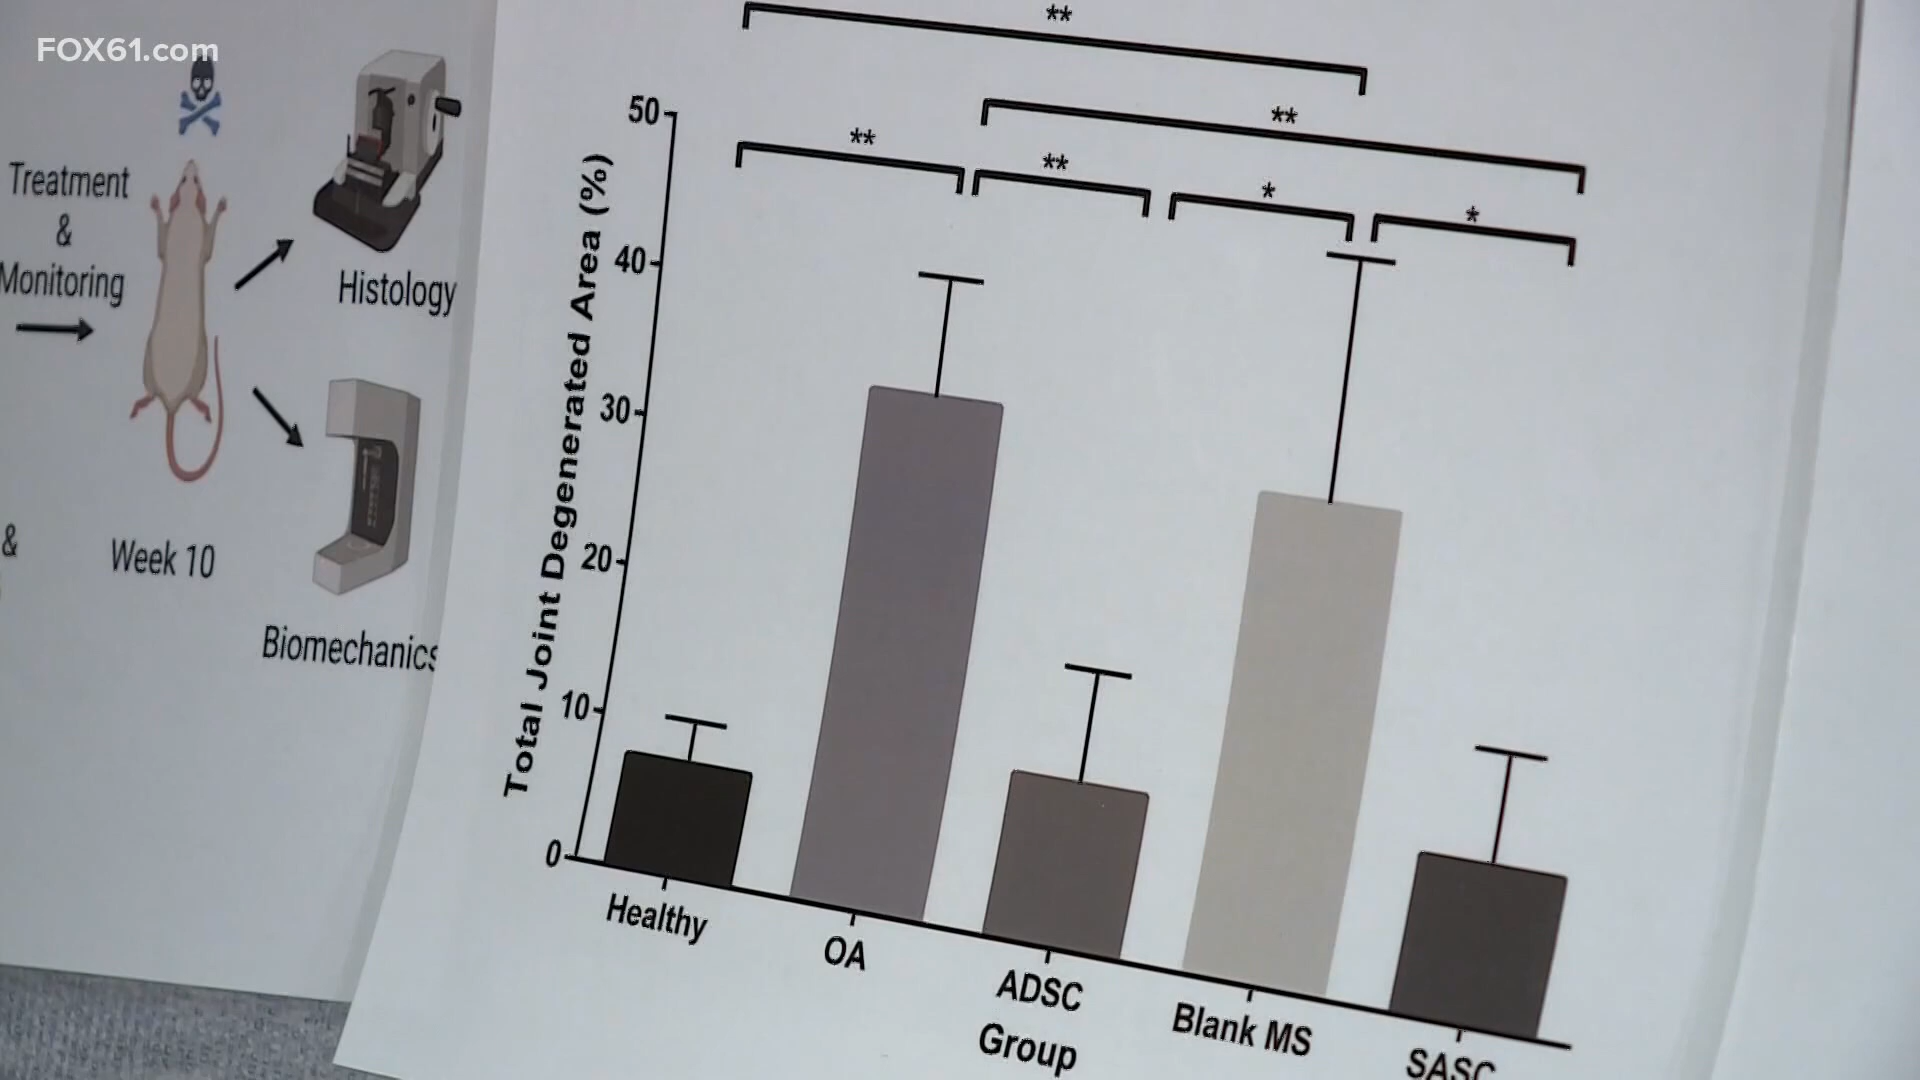 FOX61.com
Treatment
&
Monitoring
Histology
&
Week 10
Biomechanics
**
**
**
**
*
*
50
40
30
20
10
0
Total Joint Degenerated Area (%)
Healthy
OA
ADSC
Blank MS
SASC
Group